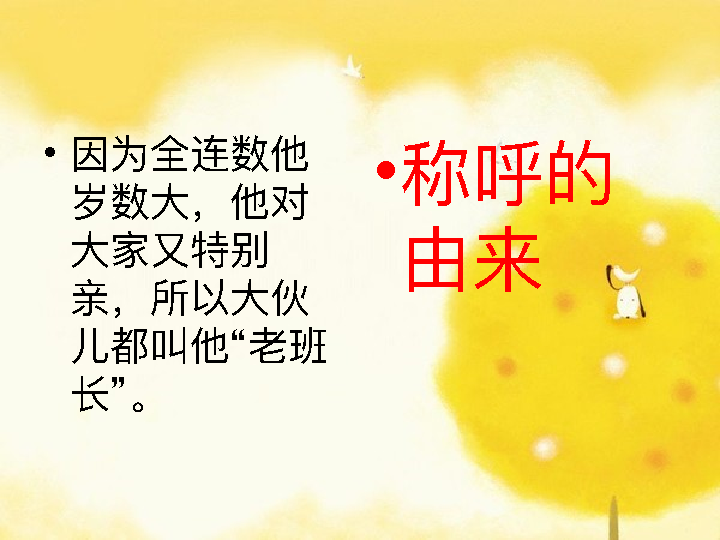 • 因为全连数他
岁数大，他对
大家又特别
亲，所以大伙
儿都叫他“老班
长”。
•称呼的
由来